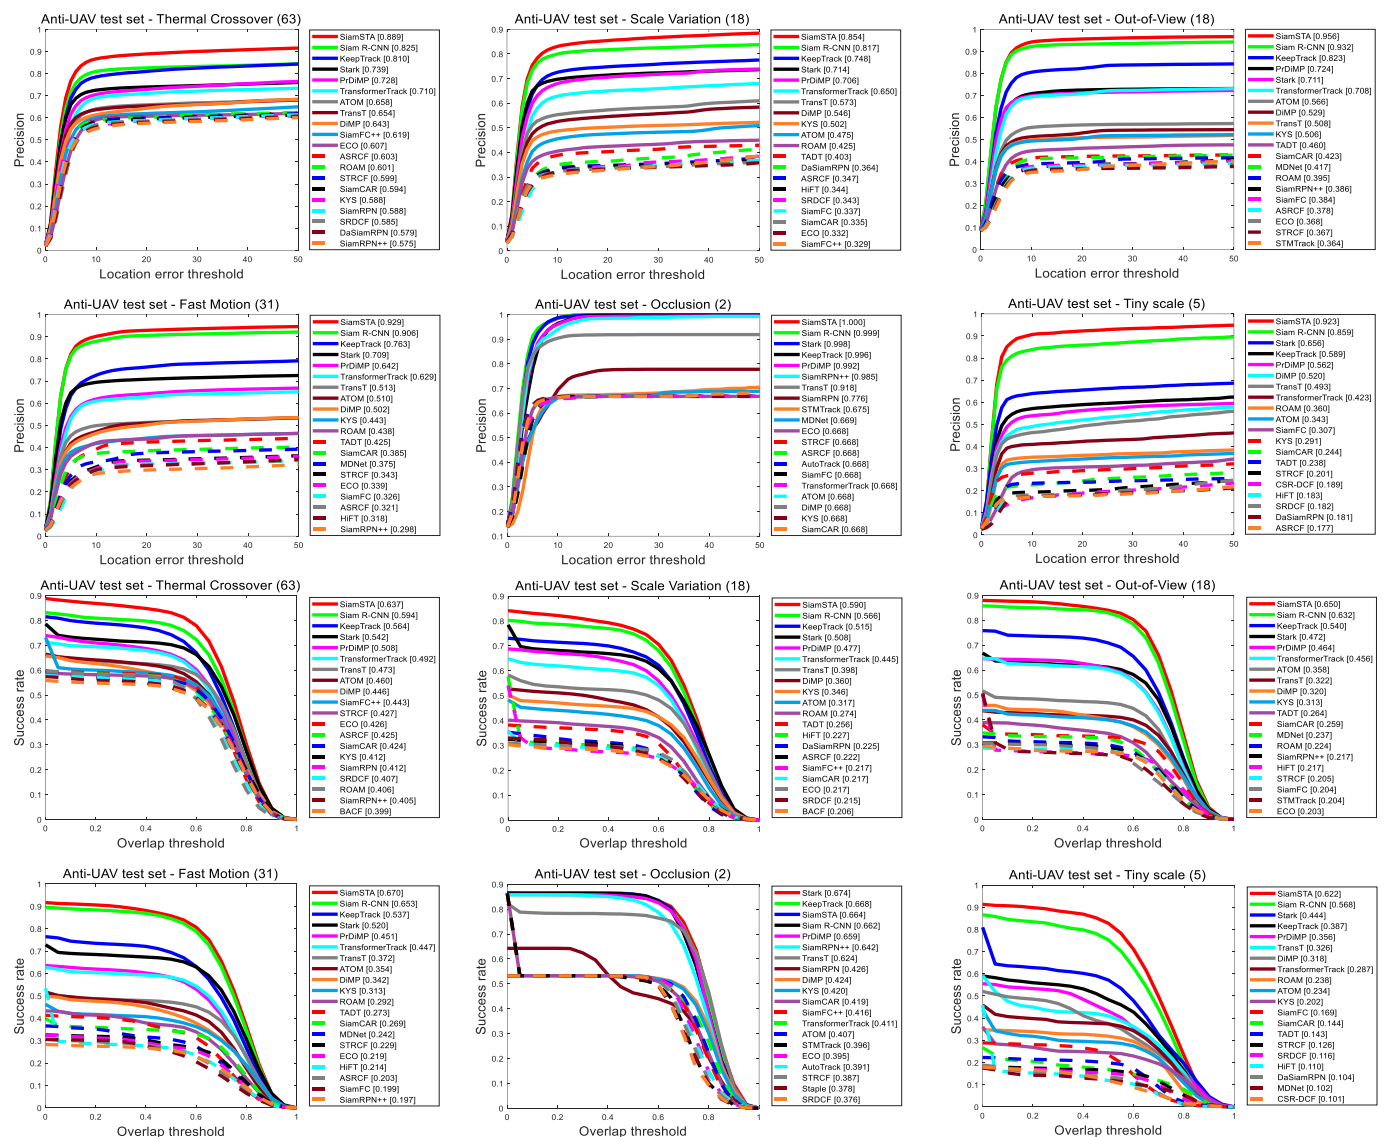 Anti-UAV test set - Thermal Crossover (63)
Precision
Location error threshold
SiamSTA [0.889]
Siam R-CNN [0.825]
KeepTrack [0.810]
Stark [0.739]
PrDiMP [0.728]
TransformerTrack [0.710]
ATOM [0.658]
TransT [0.654]
DiMP [0.643]
SiamFC++ [0.619]
ECO [0.607]
ASRCF [0.603]
ROAM [0.601]
STRCF [0.599]
SiamCAR [0.594]
KYS [0.588]
SiamRPN [0.588]
SRDCF [0.585]
DaSiamRPN [0.579]
SiamRPN++ [0.575]
Anti-UAV test set - Scale Variation (18)
Precision
Location error threshold
SiamSTA [0.854]
Siam R-CNN [0.817]
KeepTrack [0.748]
Stark [0.714]
PrDiMP [0.706]
TransformerTrack [0.650]
TransT [0.573]
DiMP [0.546]
KYS [0.502]
ATOM [0.475]
ROAM [0.425]
TADT [0.403]
DaSiamRPN [0.364]
ASRCF [0.347]
HiFT [0.344]
SRDCF [0.343]
SiamFC [0.337]
SiamCAR [0.335]
ECO [0.332]
SiamFC++ [0.329]
Anti-UAV test set - Out-of-View (18)
Precision
Location error threshold
SiamSTA [0.956]
Siam R-CNN [0.932]
KeepTrack [0.823]
PrDiMP [0.724]
Stark [0.711]
TransformerTrack [0.708]
ATOM [0.566]
DiMP [0.529]
TransT [0.508]
KYS [0.506]
TADT [0.460]
SiamCAR [0.423]
MDNet [0.417]
ROAM [0.395]
SiamRPN++ [0.386]
SiamFC [0.384]
ASRCF [0.378]
ECO [0.368]
STRCF [0.367]
STMTrack [0.364]
Anti-UAV test set - Fast Motion (31)
Precision
Location error threshold
SiamSTA [0.929]
Siam R-CNN [0.906]
KeepTrack [0.763]
Stark [0.709]
PrDiMP [0.642]
TransformerTrack [0.629]
TransT [0.513]
ATOM [0.510]
DiMP [0.502]
KYS [0.443]
ROAM [0.438]
TADT [0.425]
SiamCAR [0.385]
MDNet [0.375]
STRCF [0.343]
ECO [0.339]
SiamFC [0.326]
ASRCF [0.321]
HiFT [0.318]
SiamRPN++ [0.298]
Anti-UAV test set - Occlusion (2)
Precision
Location error threshold
SiamSTA [1.000]
Siam R-CNN [0.999]
Stark [0.998]
KeepTrack [0.996]
PrDiMP [0.992]
SiamRPN++ [0.985]
TransT [0.918]
SiamRPN [0.776]
STMTrack [0.675]
MDNet [0.669]
ECO [0.668]
STRCF [0.668]
ASRCF [0.668]
AutoTrack [0.668]
SiamFC [0.668]
TransformerTrack [0.668]
ATOM [0.668]
DiMP [0.668]
KYS [0.668]
SiamCAR [0.668]
Anti-UAV test set - Tiny scale (5)
Precision
Location error threshold
SiamSTA [0.923]
Siam R-CNN [0.859]
Stark [0.656]
KeepTrack [0.589]
PrDiMP [0.562]
DiMP [0.520]
TransT [0.493]
TransformerTrack [0.423]
ROAM [0.360]
ATOM [0.343]
SiamFC [0.307]
KYS [0.291]
SiamCAR [0.244]
TADT [0.238]
STRCF [0.201]
CSR-DCF [0.189]
HiFT [0.183]
SRDCF [0.182]
DaSiamRPN [0.181]
ASRCF [0.177]
Anti-UAV test set - Thermal Crossover (63)
Success rate
Overlap threshold
SiamSTA [0.637]
Siam R-CNN [0.594]
KeepTrack [0.564]
Stark [0.542]
PrDiMP [0.508]
TransformerTrack [0.492]
TransT [0.473]
ATOM [0.460]
DiMP [0.446]
SiamFC++ [0.443]
STRCF [0.427]
ECO [0.426]
ASRCF [0.425]
SiamCAR [0.424]
KYS [0.412]
SiamRPN [0.412]
SRDCF [0.407]
ROAM [0.406]
SiamRPN++ [0.405]
BACF [0.399]
Anti-UAV test set - Scale Variation (18)
Success rate
Overlap threshold
SiamSTA [0.590]
Siam R-CNN [0.566]
KeepTrack [0.515]
Stark [0.508]
PrDiMP [0.477]
TransformerTrack [0.445]
TransT [0.398]
DiMP [0.360]
KYS [0.346]
ATOM [0.317]
ROAM [0.274]
TADT [0.256]
HiFT [0.227]
DaSiamRPN [0.225]
ASRCF [0.222]
SiamFC++ [0.217]
SiamCAR [0.217]
ECO [0.217]
SRDCF [0.215]
BACF [0.206]
Anti-UAV test set - Out-of-View (18)
Success rate
Overlap threshold
SiamSTA [0.650]
Siam R-CNN [0.632]
KeepTrack [0.540]
Stark [0.472]
PrDiMP [0.464]
TransformerTrack [0.456]
ATOM [0.358]
TransT [0.322]
DiMP [0.320]
KYS [0.313]
TADT [0.264]
SiamCAR [0.259]
MDNet [0.237]
ROAM [0.224]
SiamRPN++ [0.217]
HiFT [0.217]
STRCF [0.205]
SiamFC [0.204]
STMTrack [0.204]
ECO [0.203]
Anti-UAV test set - Fast Motion (31)
Success rate
Overlap threshold
SiamSTA [0.670]
Siam R-CNN [0.653]
KeepTrack [0.537]
Stark [0.520]
PrDiMP [0.451]
TransformerTrack [0.447]
TransT [0.372]
ATOM [0.354]
DiMP [0.342]
KYS [0.313]
ROAM [0.292]
TADT [0.273]
SiamCAR [0.269]
MDNet [0.242]
STRCF [0.229]
ECO [0.219]
HiFT [0.214]
ASRCF [0.203]
SiamFC [0.199]
SiamRPN++ [0.197]
Anti-UAV test set - Occlusion (2)
Success rate
Overlap threshold
Stark [0.674]
KeepTrack [0.668]
SiamSTA [0.664]
Siam R-CNN [0.662]
PrDiMP [0.659]
SiamRPN++ [0.642]
TransT [0.624]
SiamRPN [0.426]
DiMP [0.424]
KYS [0.420]
SiamCAR [0.419]
SiamFC++ [0.416]
TransformerTrack [0.411]
ATOM [0.407]
STMTrack [0.396]
ECO [0.395]
AutoTrack [0.391]
STRCF [0.387]
Staple [0.378]
SRDCF [0.376]
Anti-UAV test set - Tiny scale (5)
Success rate
Overlap threshold
SiamSTA [0.622]
Siam R-CNN [0.568]
Stark [0.444]
KeepTrack [0.387]
PrDiMP [0.356]
TransT [0.326]
DiMP [0.318]
TransformerTrack [0.287]
ROAM [0.238]
ATOM [0.234]
KYS [0.202]
SiamFC [0.169]
SiamCAR [0.144]
TADT [0.143]
STRCF [0.126]
SRDCF [0.116]
HiFT [0.110]
DaSiamRPN [0.104]
MDNet [0.102]
CSR-DCF [0.101]